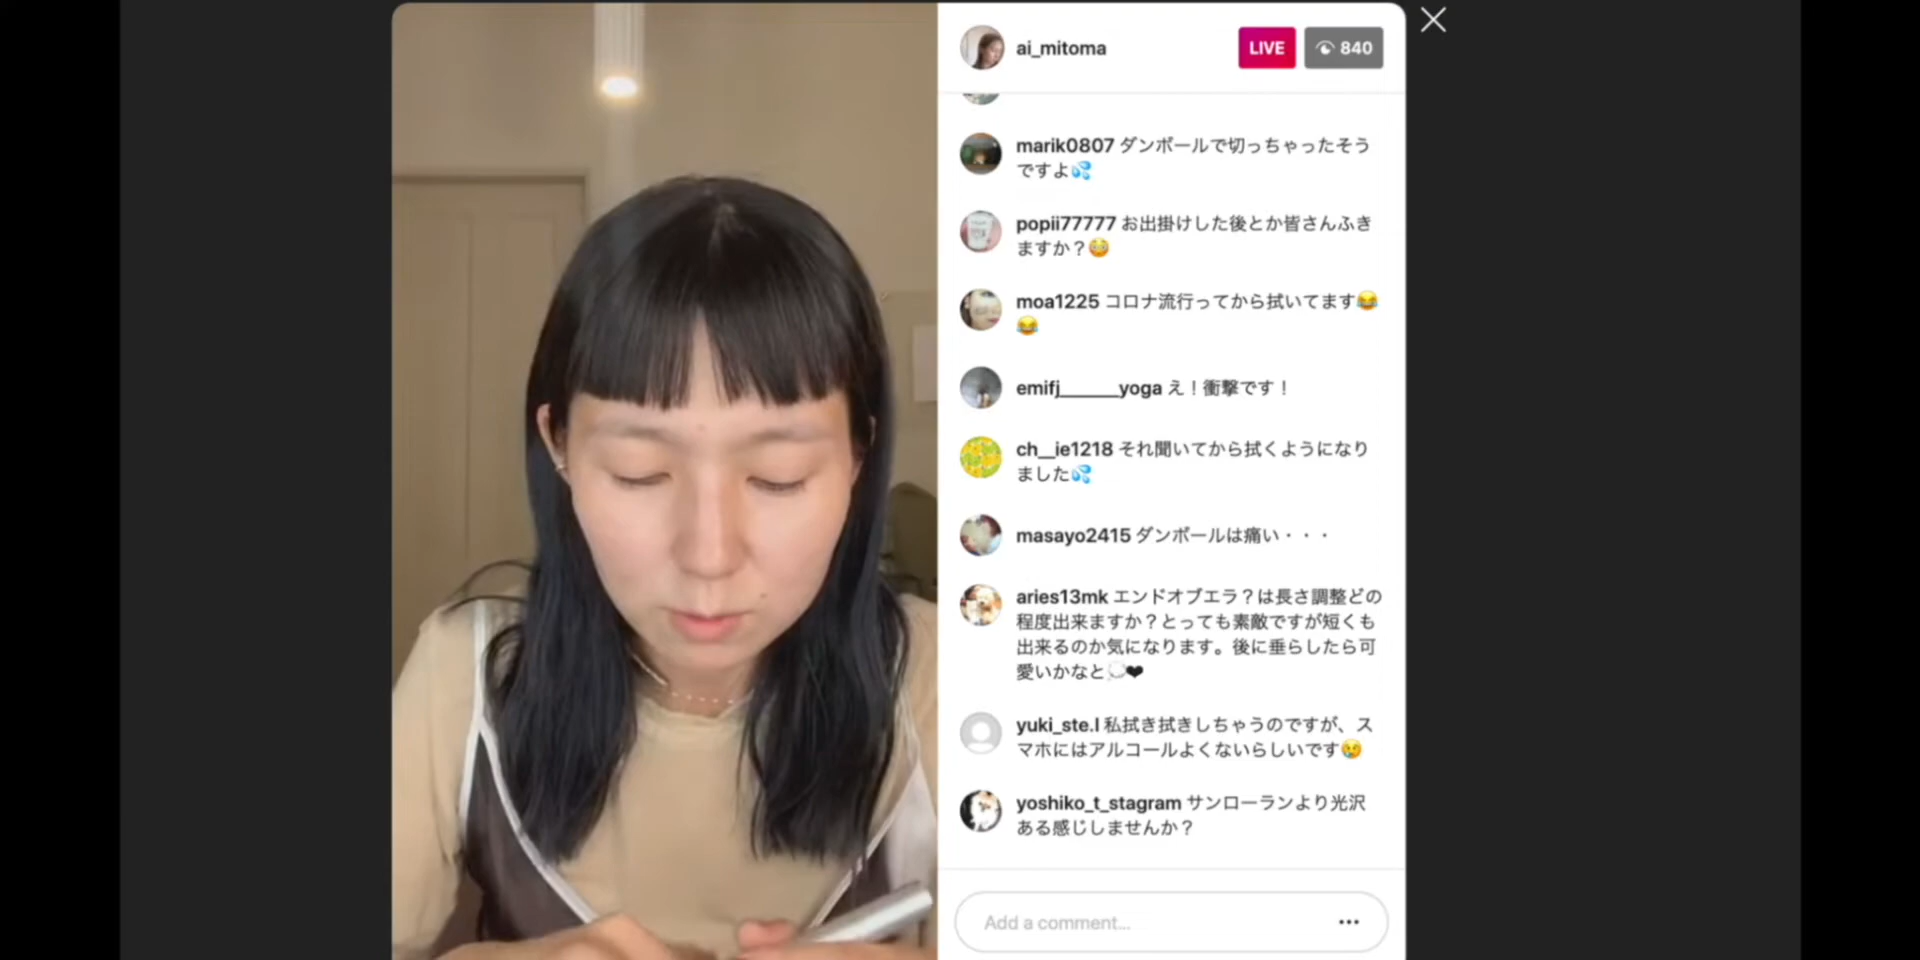 ai_mitoma
LIVE
840
marik0807 ダンボールで切っちゃったそう
ですよ💦
popii77777 お出掛けした後とか皆さんふき
ますか？😳
moa1225 コロナ流行ってから拭いてます😂
😂
emifj______yoga え！衝撃です！
ch__ie1218 それ聞いてから拭くようになり
ました💦
masayo2415 ダンボールは痛い・・・
aries13mk エンドオブエラ？は長さ調整どの
程度出来ますか？とっても素敵ですが短くも
出来るのか気になります。後に垂らしたら可
愛いかなと💭❤
yuki_ste.l 私拭き拭きしちゃうのですが、ス
マホにはアルコールよくないらしいです😢
yoshiko_t_stagram サンローランより光沢
ある感じしませんか？
Add a comment...